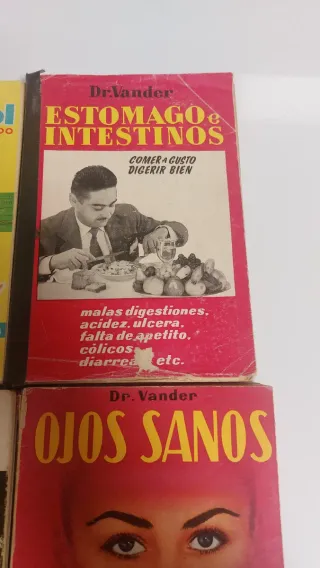 Dr. Vander
ESTOMAGO e
INTESTINOS
COMER A GUSTO
DIGERIR BIEN
malas digestiones,
acidez, ulcera,
falta de apetito,
cólicos
diarrea etc.
Dr. Vander
OJOS SANOS